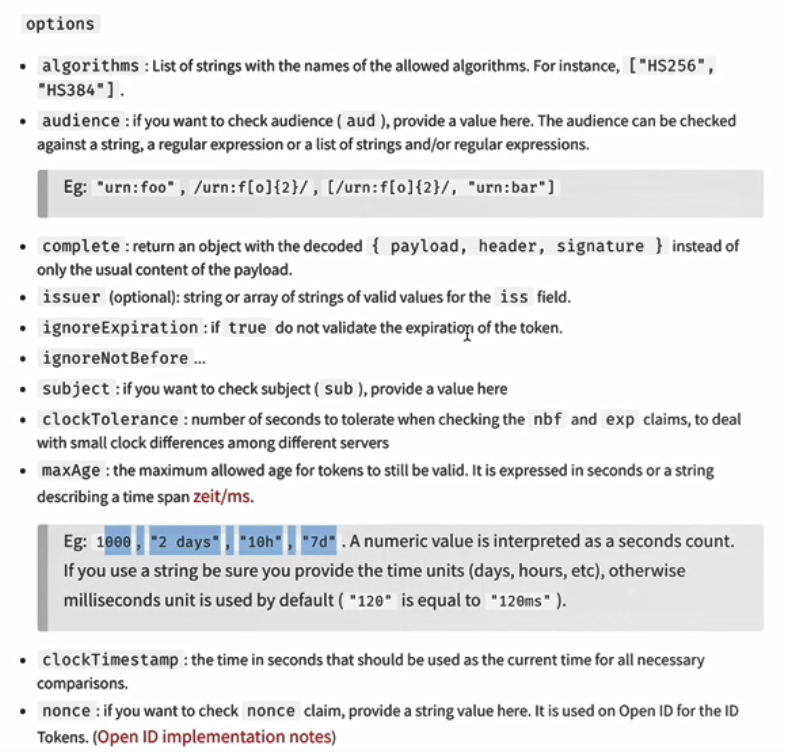 options
• algorithms : List of strings with the names of the allowed algorithms. For instance, ["HS256",
"HS384"] .
• audience : if you want to check audience ( aud ), provide a value here. The audience can be checked
against a string, a regular expression or a list of strings and/or regular expressions.
Eg: "urn:foo" , /urn:f[o]{2}/ , [/urn:f[o]{2}/, "urn:bar"]
• complete : return an object with the decoded { payload, header, signature } instead of
only the usual content of the payload.
• issuer (optional): string or array of strings of valid values for the iss field.
• ignoreExpiration : if true do not validate the expiration of the token.
• ignoreNotBefore ...
• subject : if you want to check subject ( sub ), provide a value here
• clockTolerance : number of seconds to tolerate when checking the nbf and exp claims, to deal
with small clock differences among different servers
• maxAge : the maximum allowed age for tokens to still be valid. It is expressed in seconds or a string
describing a time span zeit/ms.
Eg: 1000 , "2 days" , "10h" , "7d" . A numeric value is interpreted as a seconds count.
If you use a string be sure you provide the time units (days, hours, etc), otherwise
milliseconds unit is used by default ( "120" is equal to "120ms" ).
• clockTimestamp : the time in seconds that should be used as the current time for all necessary
comparisons.
• nonce : if you want to check nonce claim, provide a string value here. It is used on Open ID for the ID
Tokens. (Open ID implementation notes)